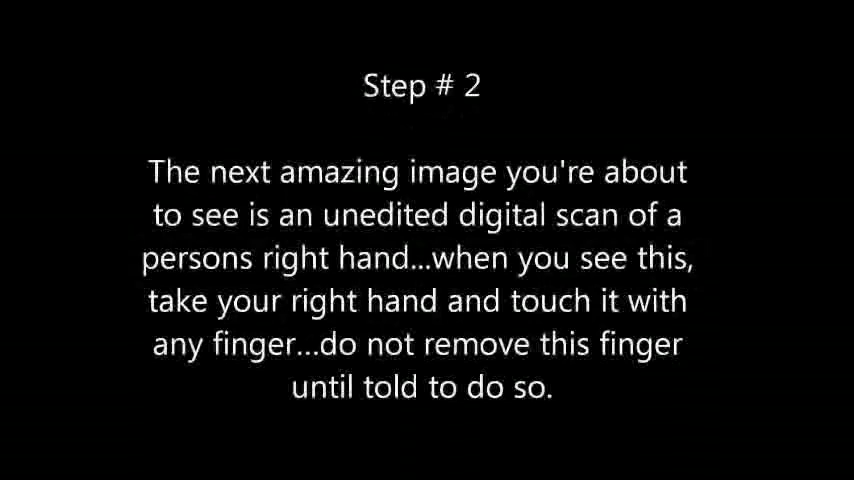 Step # 2
The next amazing image you're about
to see is an unedited digital scan of a
persons right hand...when you see this,
take your right hand and touch it with
any finger...do not remove this finger
until told to do so.